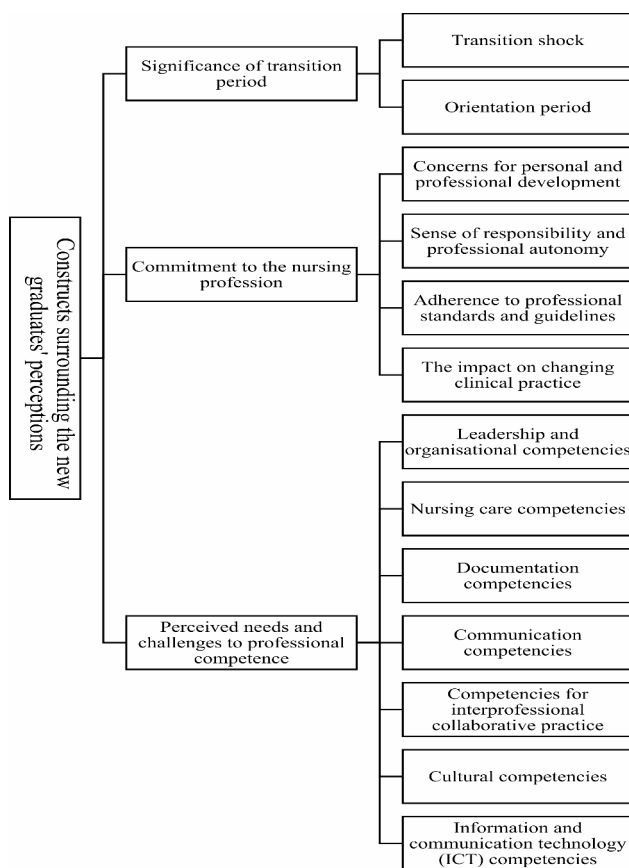 Constructs surrounding the new
graduates' perceptions
Significance of transition
period
Transition shock
Orientation period
Commitment to the nursing
profession
Concerns for personal and
professional development
Sense of responsibility and
professional autonomy
Adherence to professional
standards and guidelines
The impact on changing
clinical practice
Perceived needs and
challenges to professional
competence
Leadership and
organisational competencies
Nursing care competencies
Documentation
competencies
Communication
competencies
Competencies for
interprofessional
collaborative practice
Cultural competencies
Information and
communication technology
(ICT) competencies